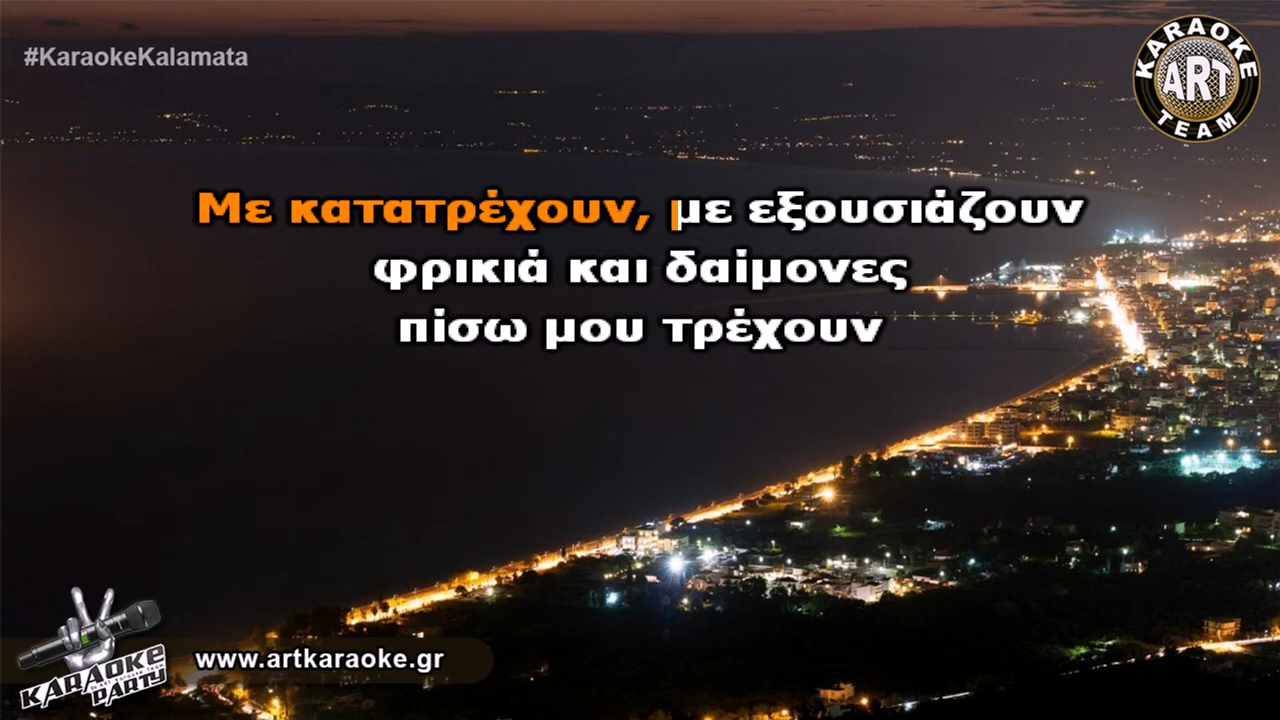 #KaraokeKalamata
KARAOKE
ART
TEAM
Με κατατρέχουν, με εξουσιάζουν
φρικιά και δαίμονες
πίσω μου τρέχουν
KARAOKE
PARTY
www.artkaraoke.gr